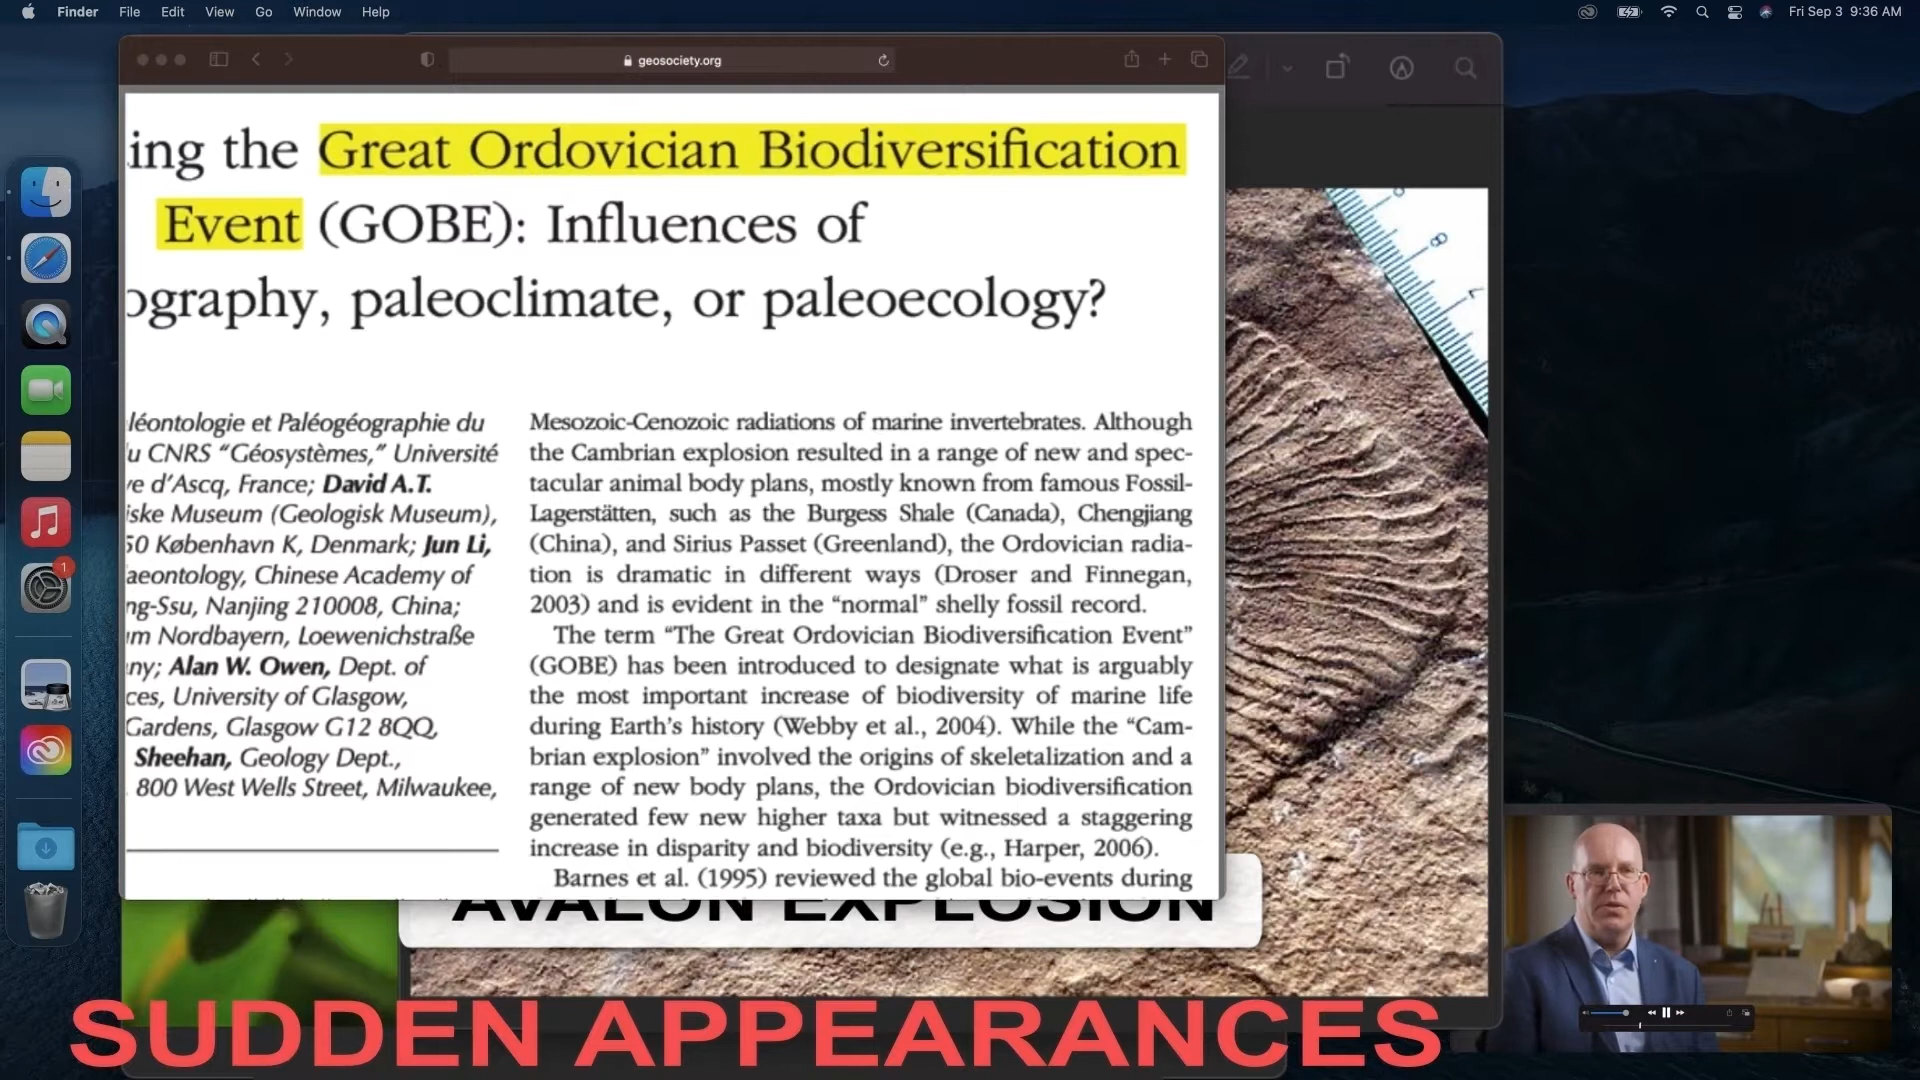 Finder File Edit View Go Window Help
Fri Sep 3 9:36 AM
geosociety.org
ing the Great Ordovician Biodiversification
Event (GOBE): Influences of
ography, paleoclimate, or paleoecology?
léontologie et Paléogéographie du
u CNRS “Géosystèmes,” Université
e d’Ascq, France; David A.T.
iske Museum (Geologisk Museum),
50 København K, Denmark; Jun Li,
aeontology, Chinese Academy of
ng-Ssu, Nanjing 210008, China;
m Nordbayern, Loewenichstraße
ny; Alan W. Owen, Dept. of
ces, University of Glasgow,
Gardens, Glasgow G12 8QQ,
Sheehan, Geology Dept.,
800 West Wells Street, Milwaukee,
Mesozoic-Cenozoic radiations of marine invertebrates. Although
the Cambrian explosion resulted in a range of new and spec-
tacular animal body plans, mostly known from famous Fossil-
Lagerstätten, such as the Burgess Shale (Canada), Chengjiang
(China), and Sirius Passet (Greenland), the Ordovician radia-
tion is dramatic in different ways (Droser and Finnegan,
2003) and is evident in the “normal” shelly fossil record.
The term “The Great Ordovician Biodiversification Event”
(GOBE) has been introduced to designate what is arguably
the most important increase of biodiversity of marine life
during Earth’s history (Webby et al., 2004). While the “Cam-
brian explosion” involved the origins of skeletalization and a
range of new body plans, the Ordovician biodiversification
generated few new higher taxa but witnessed a staggering
increase in disparity and biodiversity (e.g., Harper, 2006).
Barnes et al. (1995) reviewed the global bio-events during
8
7
1
AVALON EXPLOSION
SUDDEN APPEARANCES